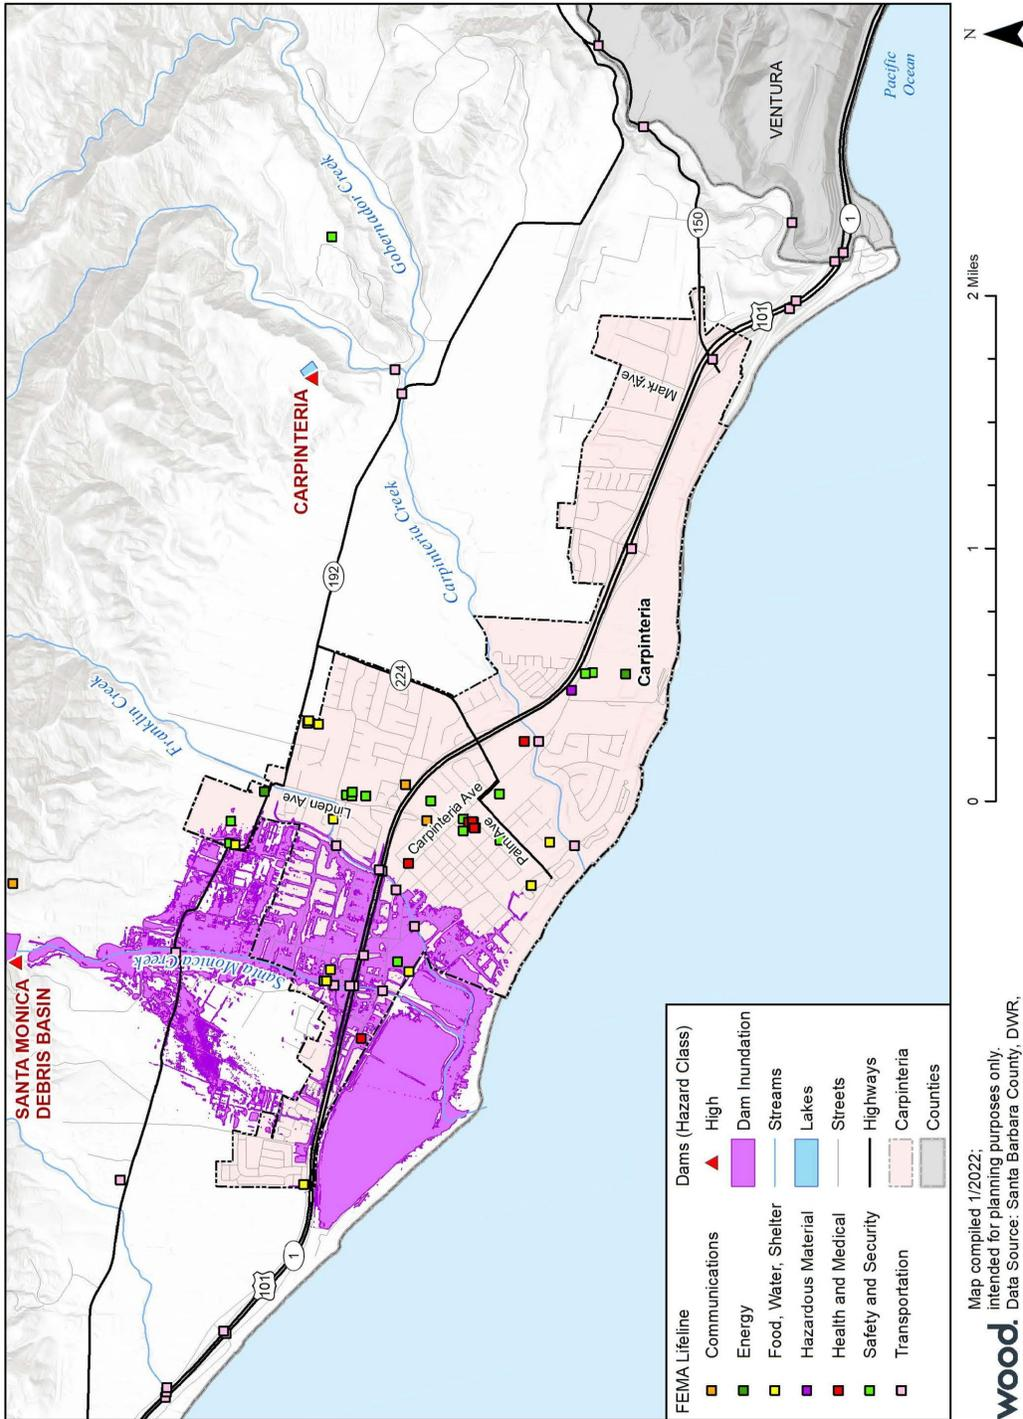 SANTA MONICA
DEBRIS BASIN
Franklin Creek
CARPINTERIA
Gobernador Creek
Carpinteria Creek
Santa Monica Creek
192
224
150
101
1
101
1
Linden Ave
Carpinteria Ave
Palm Ave
Mark Ave
Carpinteria
VENTURA
Pacific
Ocean
FEMA Lifeline
Communications
Energy
Food, Water, Shelter
Hazardous Material
Health and Medical
Safety and Security
Transportation
Dams (Hazard Class)
High
Dam Inundation
Streams
Lakes
Streets
Highways
Carpinteria
Counties
0 1 2 Miles
N
wood.
Map compiled 1/2022;
intended for planning purposes only.
Data Source: Santa Barbara County, DWR,